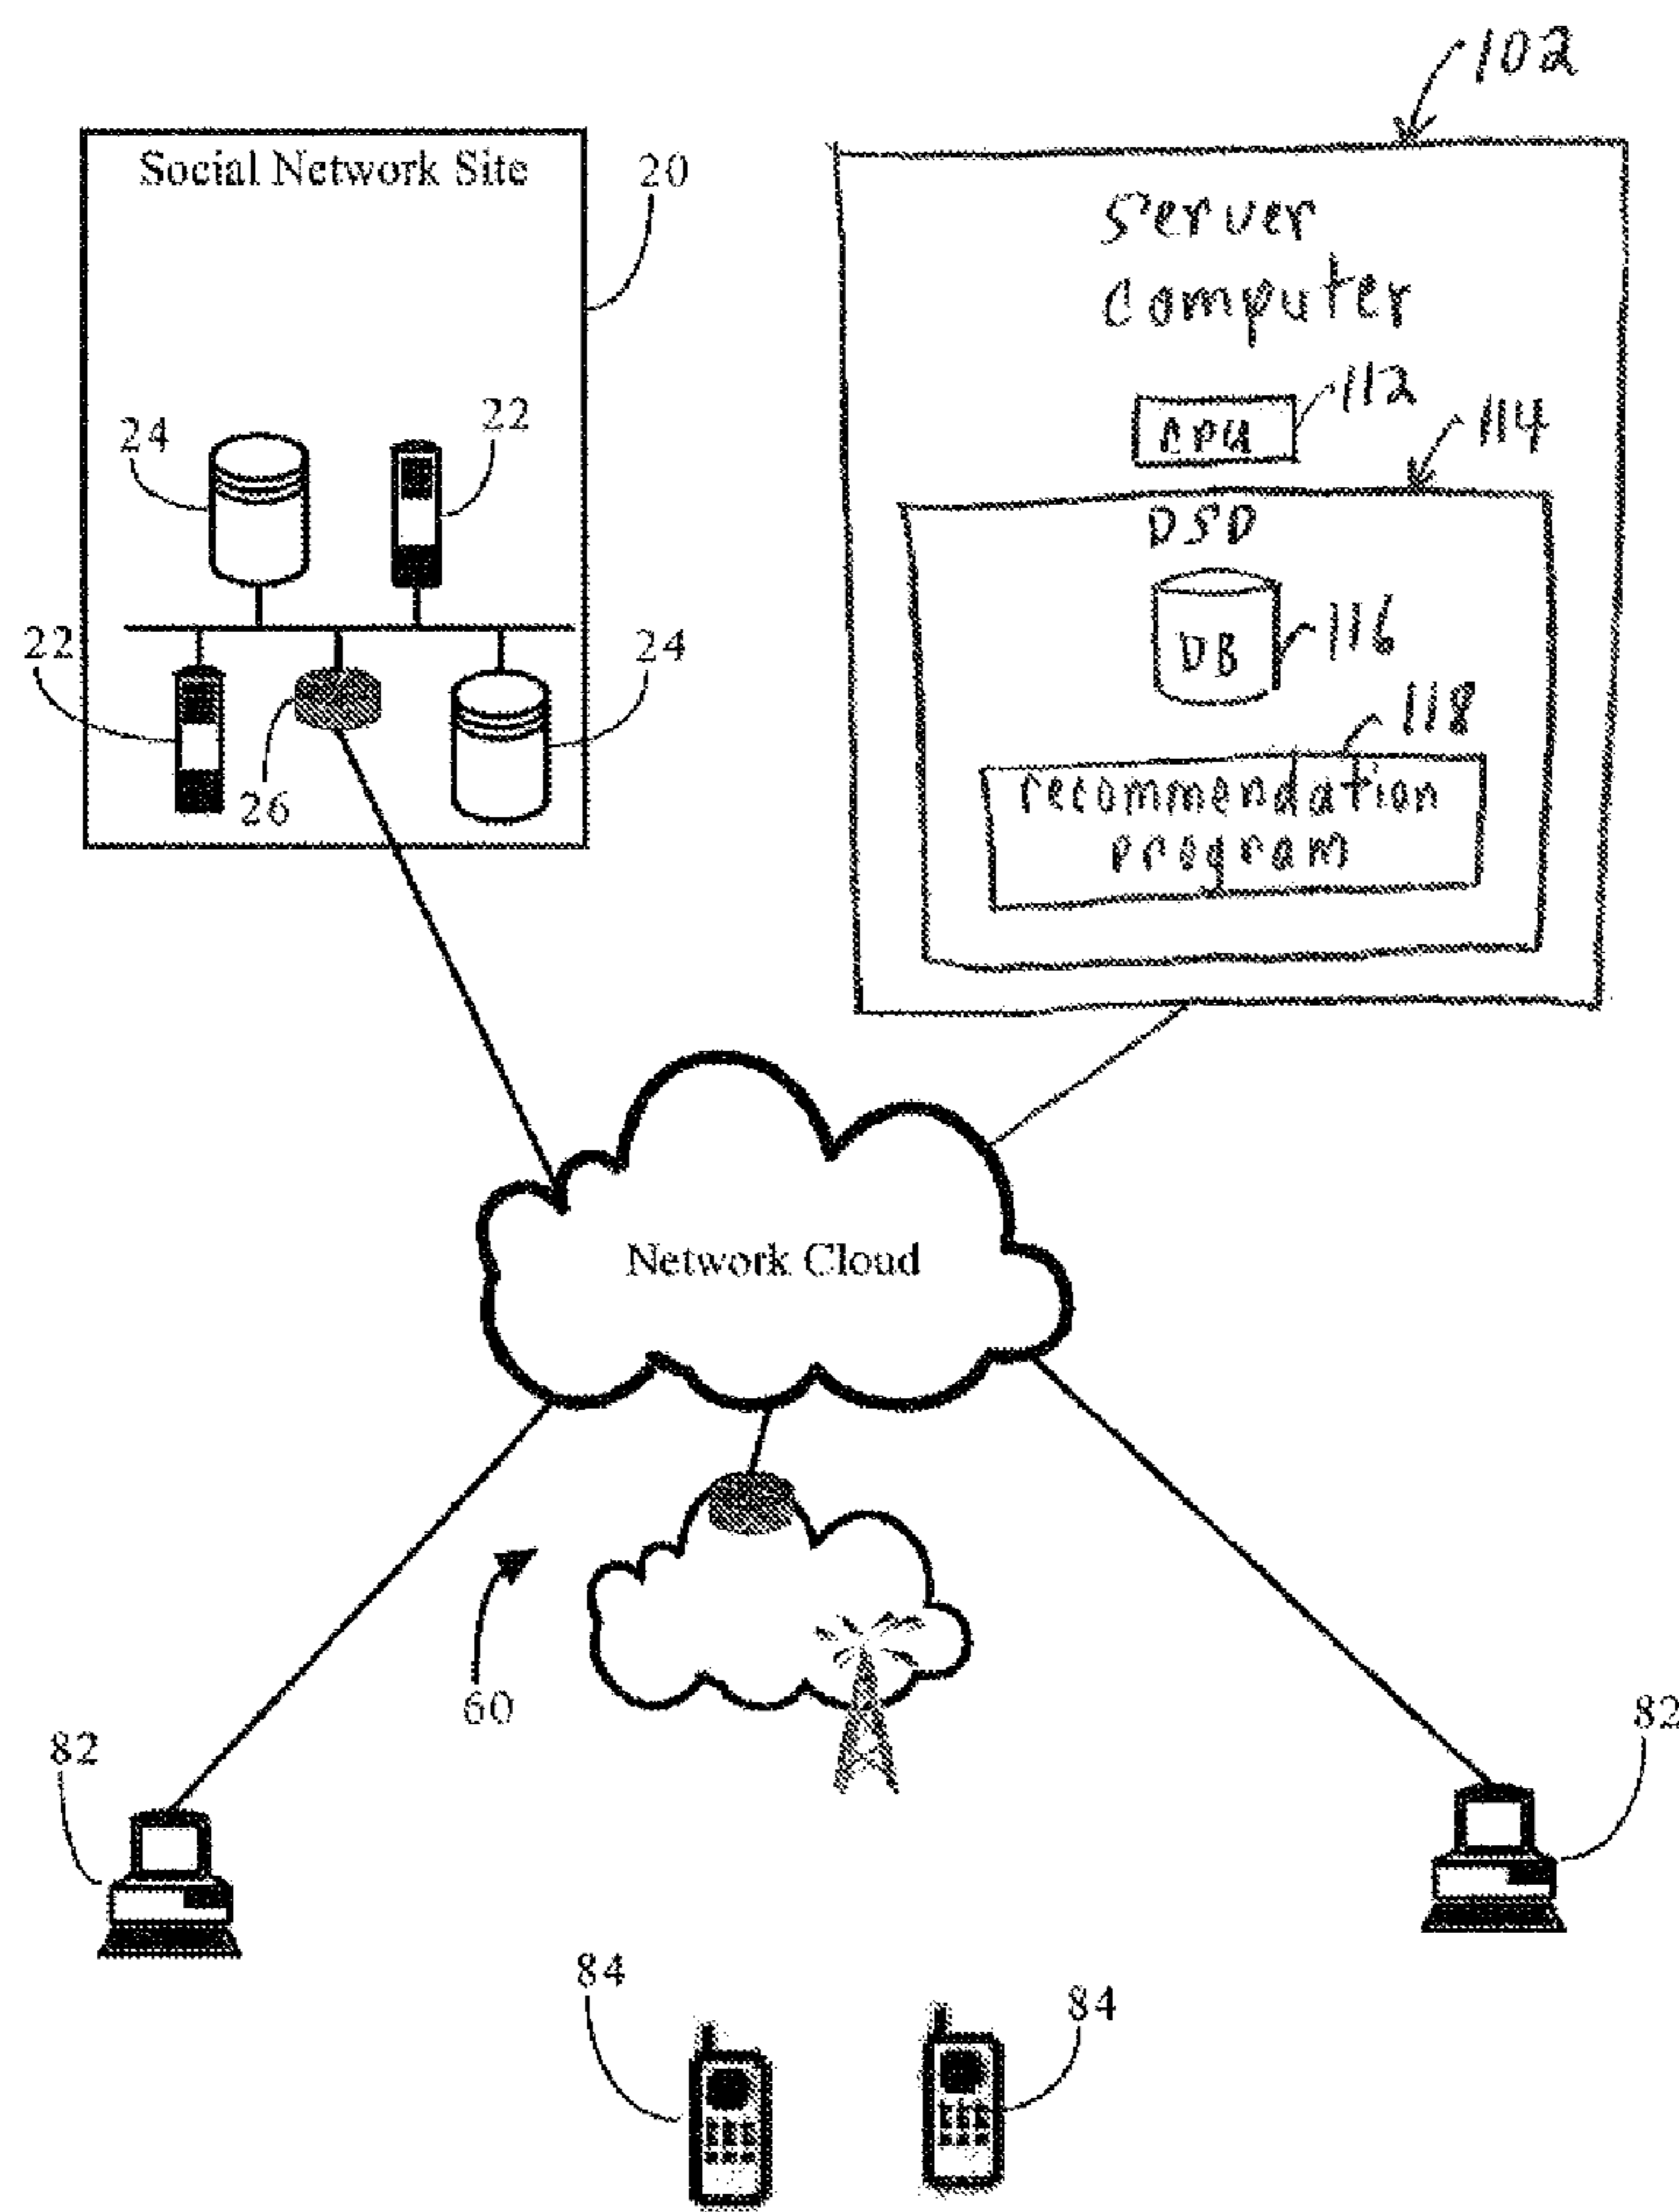 102
Social Network Site
20
Server
Computer
112
CPU
114
24
22
DSD
22
24
116
DB
118
26
recommendation
program
Network Cloud
60
82
82
84
84